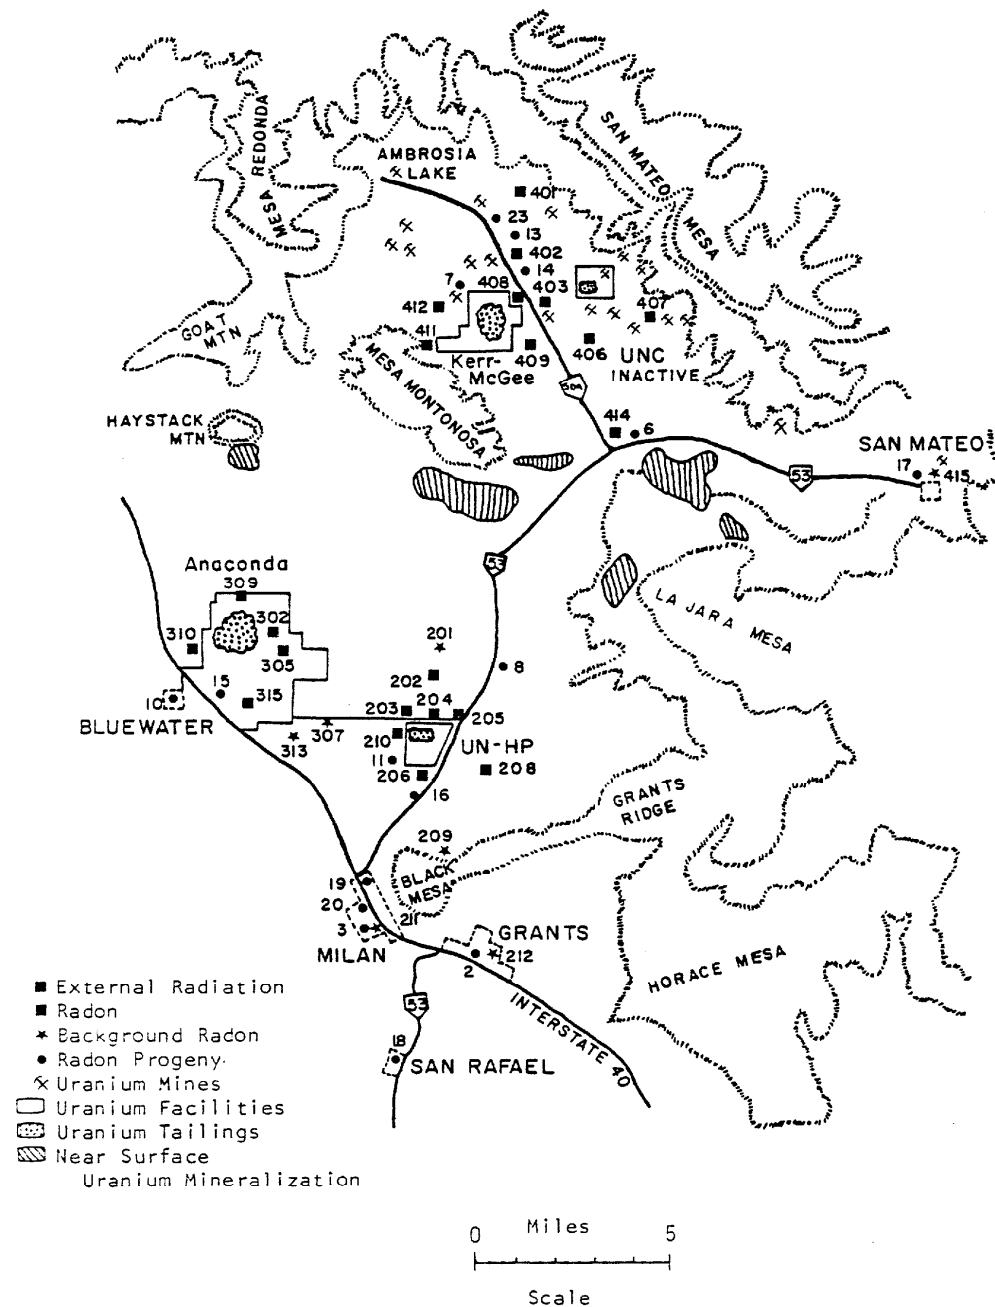 SAN MATEO
MESA
MESA
REDONDA
AMBROSIA
LAKE
401
23
13
402
14
7
408
403
407
412
411
GOAT
MTN
Kerr-
McGee
409
406
UNC
INACTIVE
MESA MONTONOSA
509
HAYSTACK
MTN
414
6
SAN MATEO
17
415
53
53
Anaconda
309
LA JARA MESA
302
310
305
201
8
202
15
315
10
203
204
205
BLUEWATER
307
313
210
UN-HP
11
206
208
16
GRANTS
RIDGE
209
BLACK
MESA
19
20
211
3
MILAN
GRANTS
2
212
HORACE MESA
INTERSTATE 40
53
18
SAN RAFAEL
External Radiation
Radon
Background Radon
Radon Progeny
Uranium Mines
Uranium Facilities
Uranium Tailings
Near Surface
Uranium Mineralization
Miles
0 5
Scale